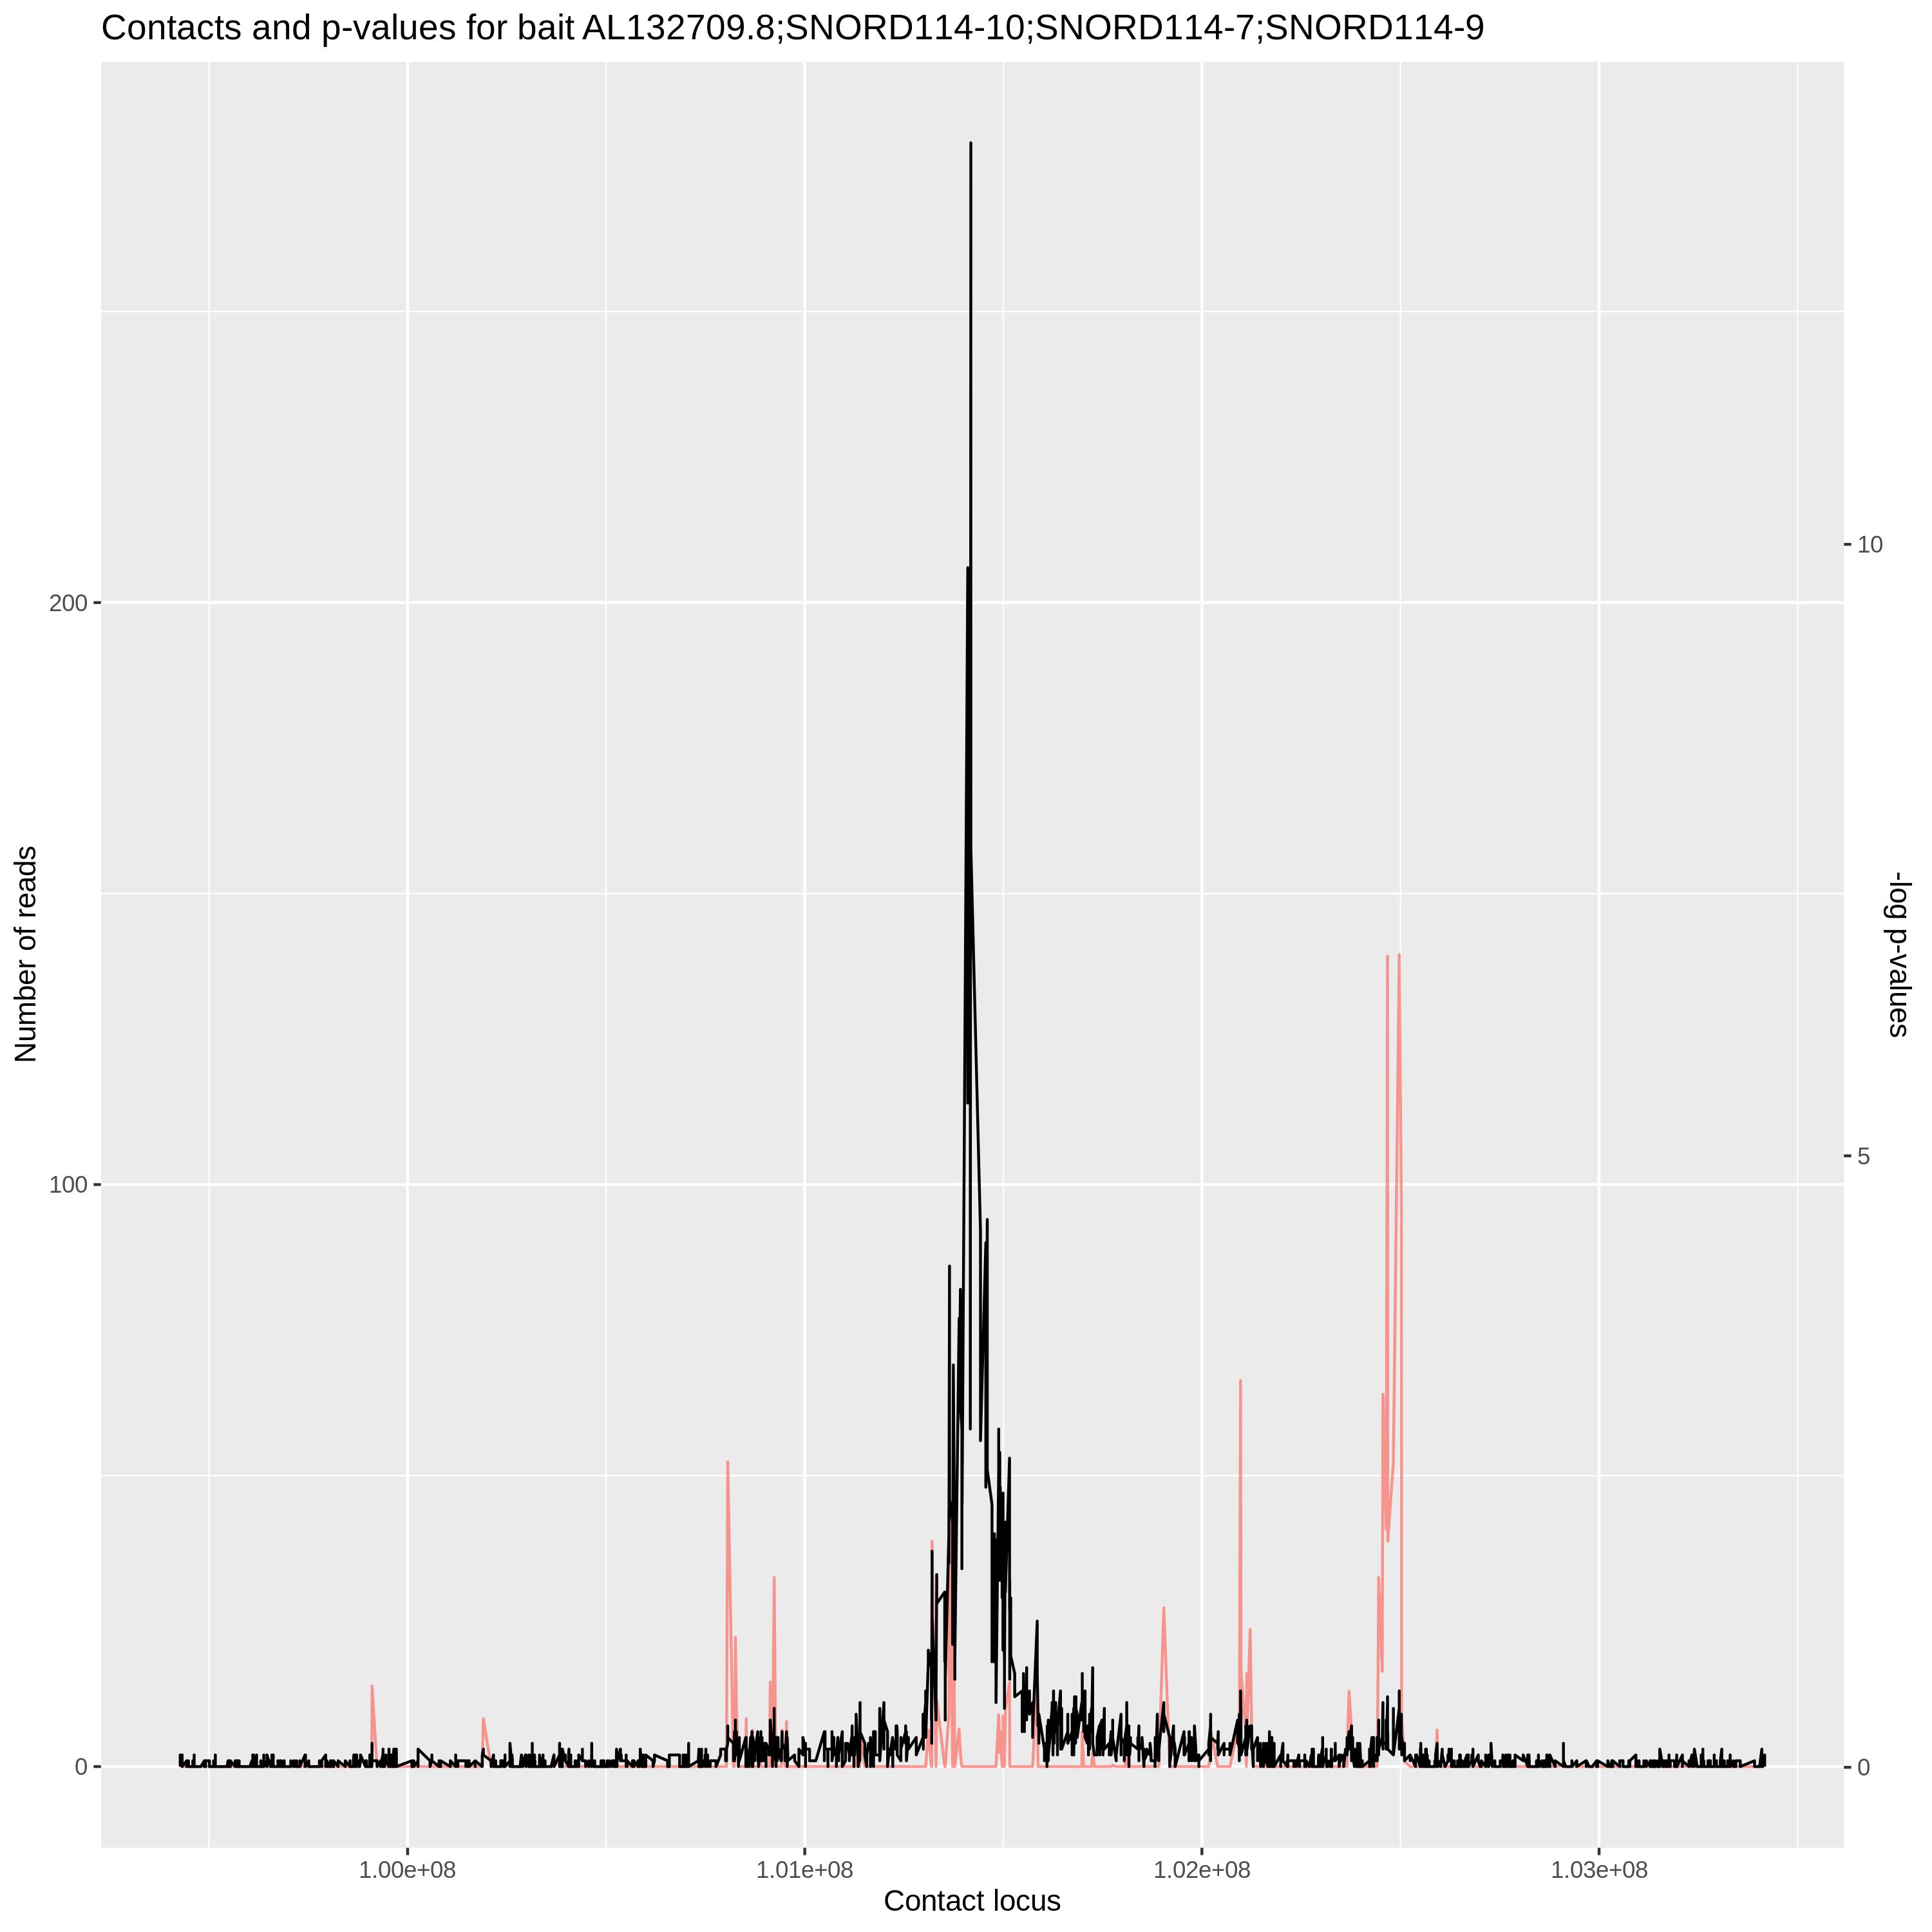 Contacts and p-values for bait AL132709.8;SNORD114-10;SNORD114-7;SNORD114-9
Number of reads
200
100
0
-log p-values
10
5
0
1.00e+08 1.01e+08 1.02e+08 1.03e+08
Contact locus